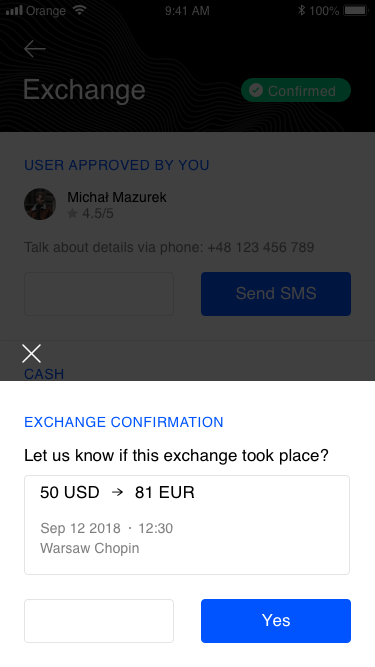 Orange 9:41 AM 100%
Exchange
Confirmed
USER APPROVED BY YOU
Michał Mazurek
4.5/5
Talk about details via phone: +48 123 456 789
Send SMS
CASH
EXCHANGE CONFIRMATION
Let us know if this exchange took place?
50 USD → 81 EUR
Sep 12 2018 · 12:30
Warsaw Chopin
Yes